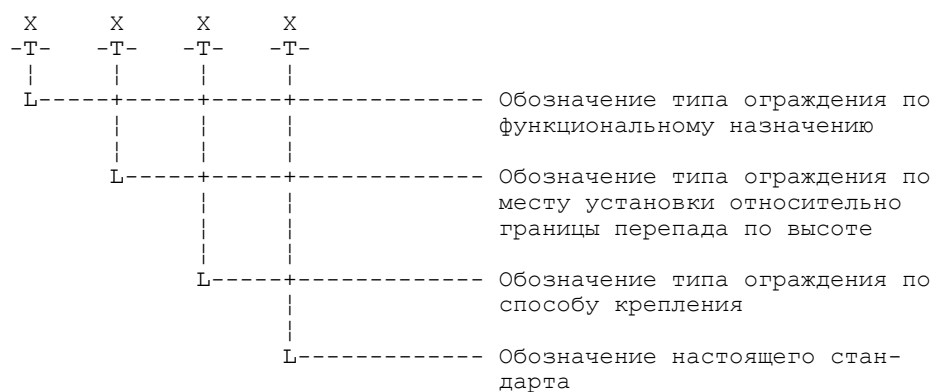 X X X X
-T- -T- -T- -T-
¦ ¦ ¦ ¦
L-----+-----+-----+------------- Обозначение типа ограждения по
¦ ¦ ¦ функциональному назначению
¦ ¦ ¦
L-----+-----+------------- Обозначение типа ограждения по
¦ ¦ месту установки относительно
¦ ¦ границы перепада по высоте
¦ ¦
L-----+------------- Обозначение типа ограждения по
¦ способу крепления
¦
L------------- Обозначение настоящего стан-
дарта